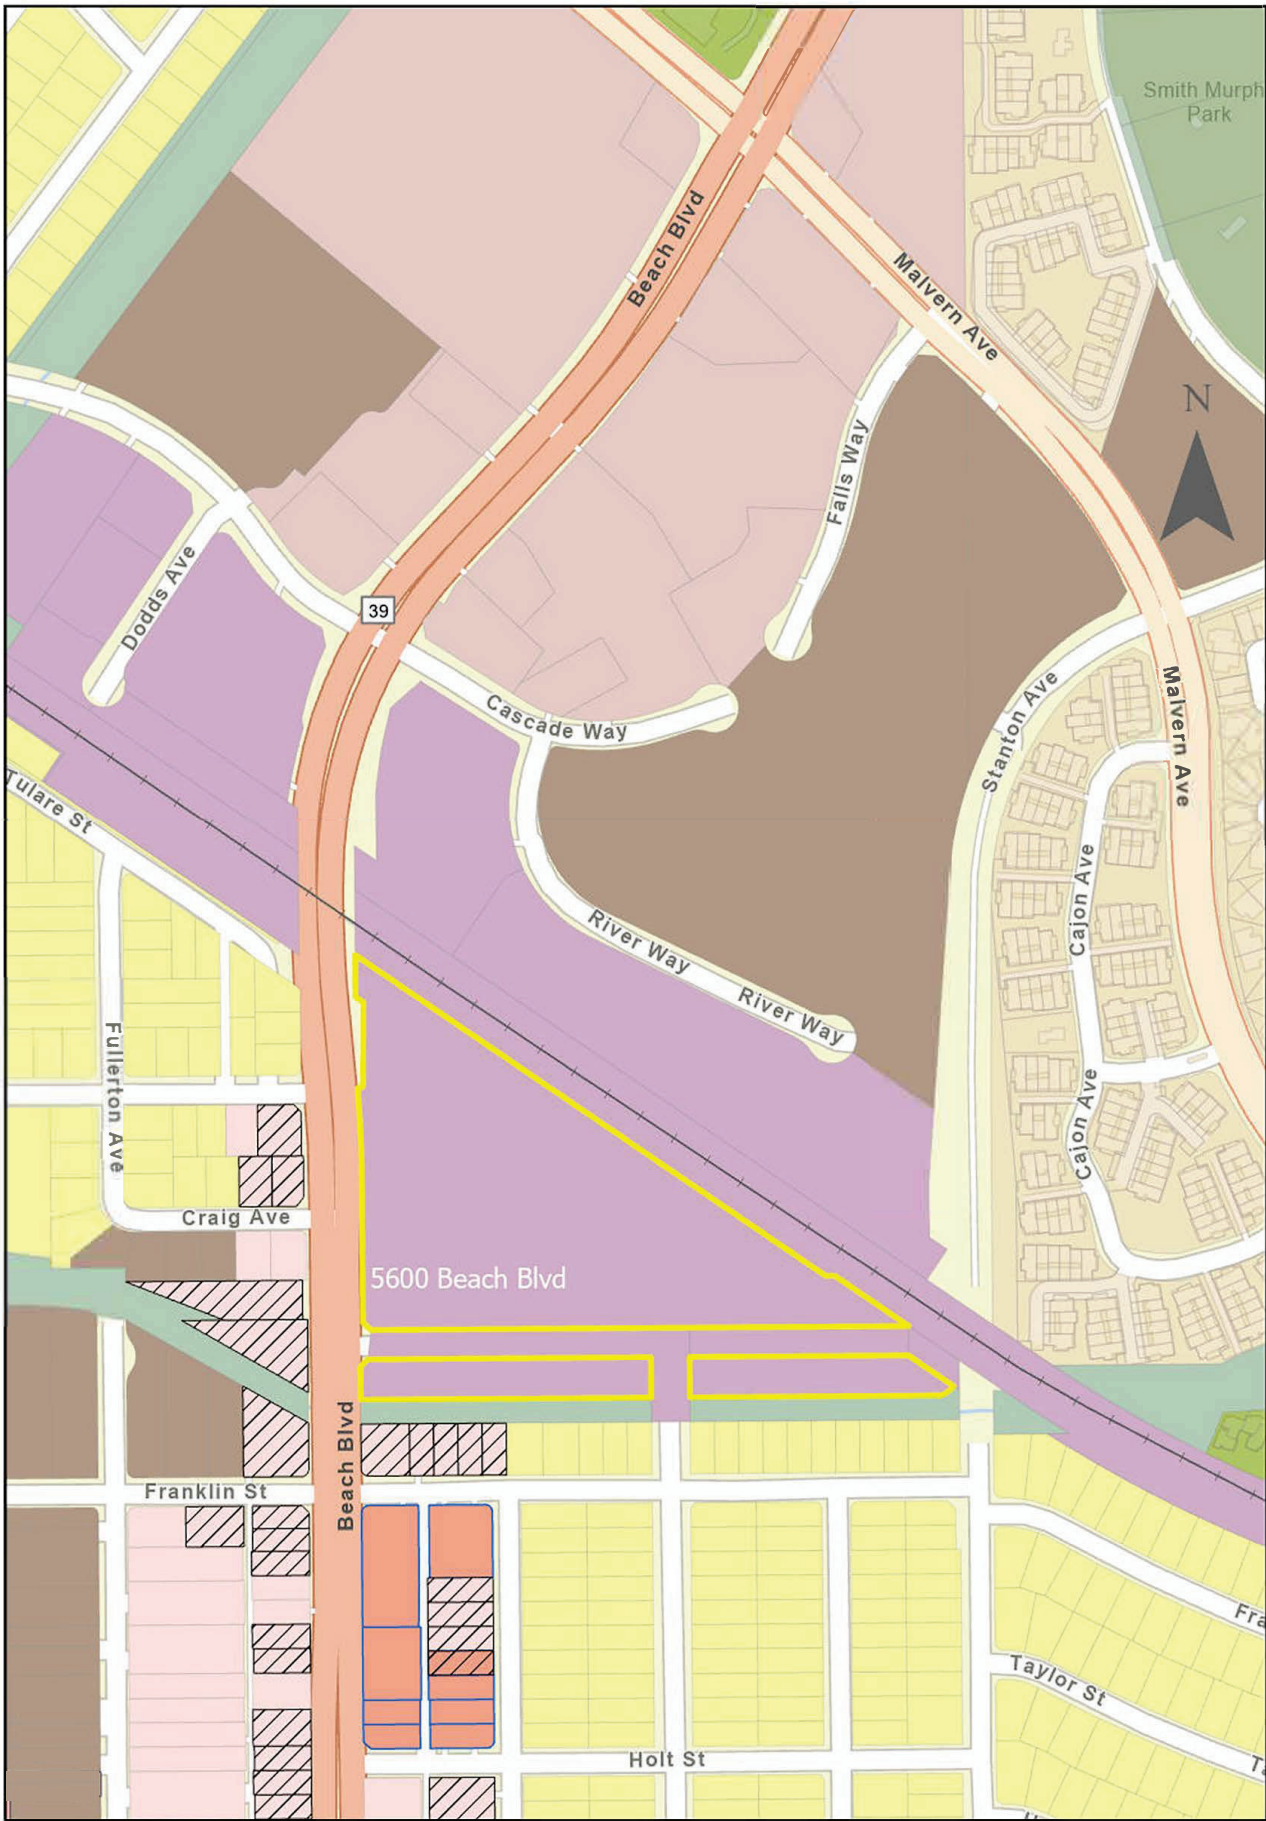 Smith Murph
Park
Beach Blvd
Malvern Ave
N
Falls Way
Dodds Ave
39
Cascade Way
Stanton Ave
Malvern Ave
Tulare St
Cajon Ave
River Way
River Way
Fullerton Ave
Cajon Ave
Craig Ave
5600 Beach Blvd
Beach Blvd
Franklin St
Fra
Taylor St
Holt St